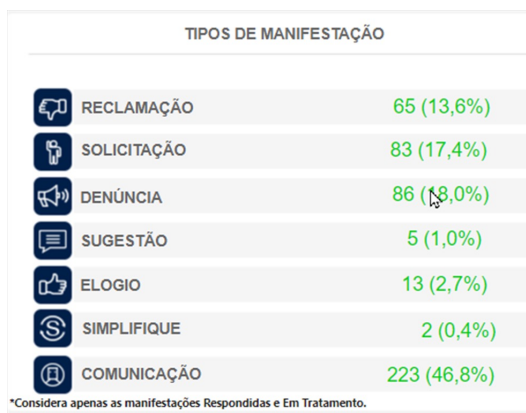 TIPOS DE MANIFESTAÇÃO
RECLAMAÇÃO 65 (13,6%)
SOLICITAÇÃO 83 (17,4%)
DENÚNCIA 86 (18,0%)
SUGESTÃO 5 (1,0%)
ELOGIO 13 (2,7%)
SIMPLIFIQUE 2 (0,4%)
COMUNICAÇÃO 223 (46,8%)
*Considera apenas as manifestações Respondidas e Em Tratamento.